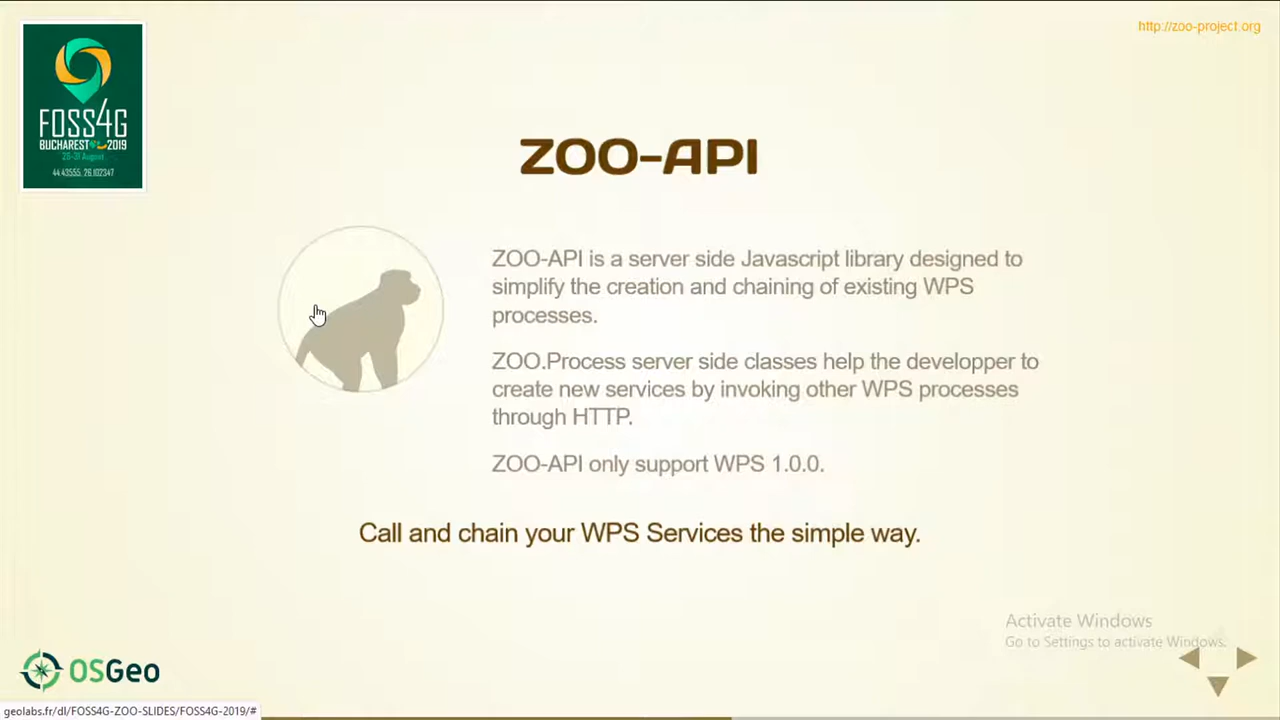 http://zoo-project.org
FOSS4G
BUCHAREST 2019
26-31 August
44.43555, 26.102347
ZOO-API
ZOO-API is a server side Javascript library designed to
simplify the creation and chaining of existing WPS
processes.
ZOO.Process server side classes help the developper to
create new services by invoking other WPS processes
through HTTP.
ZOO-API only support WPS 1.0.0.
Call and chain your WPS Services the simple way.
Activate Windows
Go to Settings to activate Windows.
OSGeo
geolabs.fr/dl/FOSS4G-ZOO-SLIDES/FOSS4G-2019/#